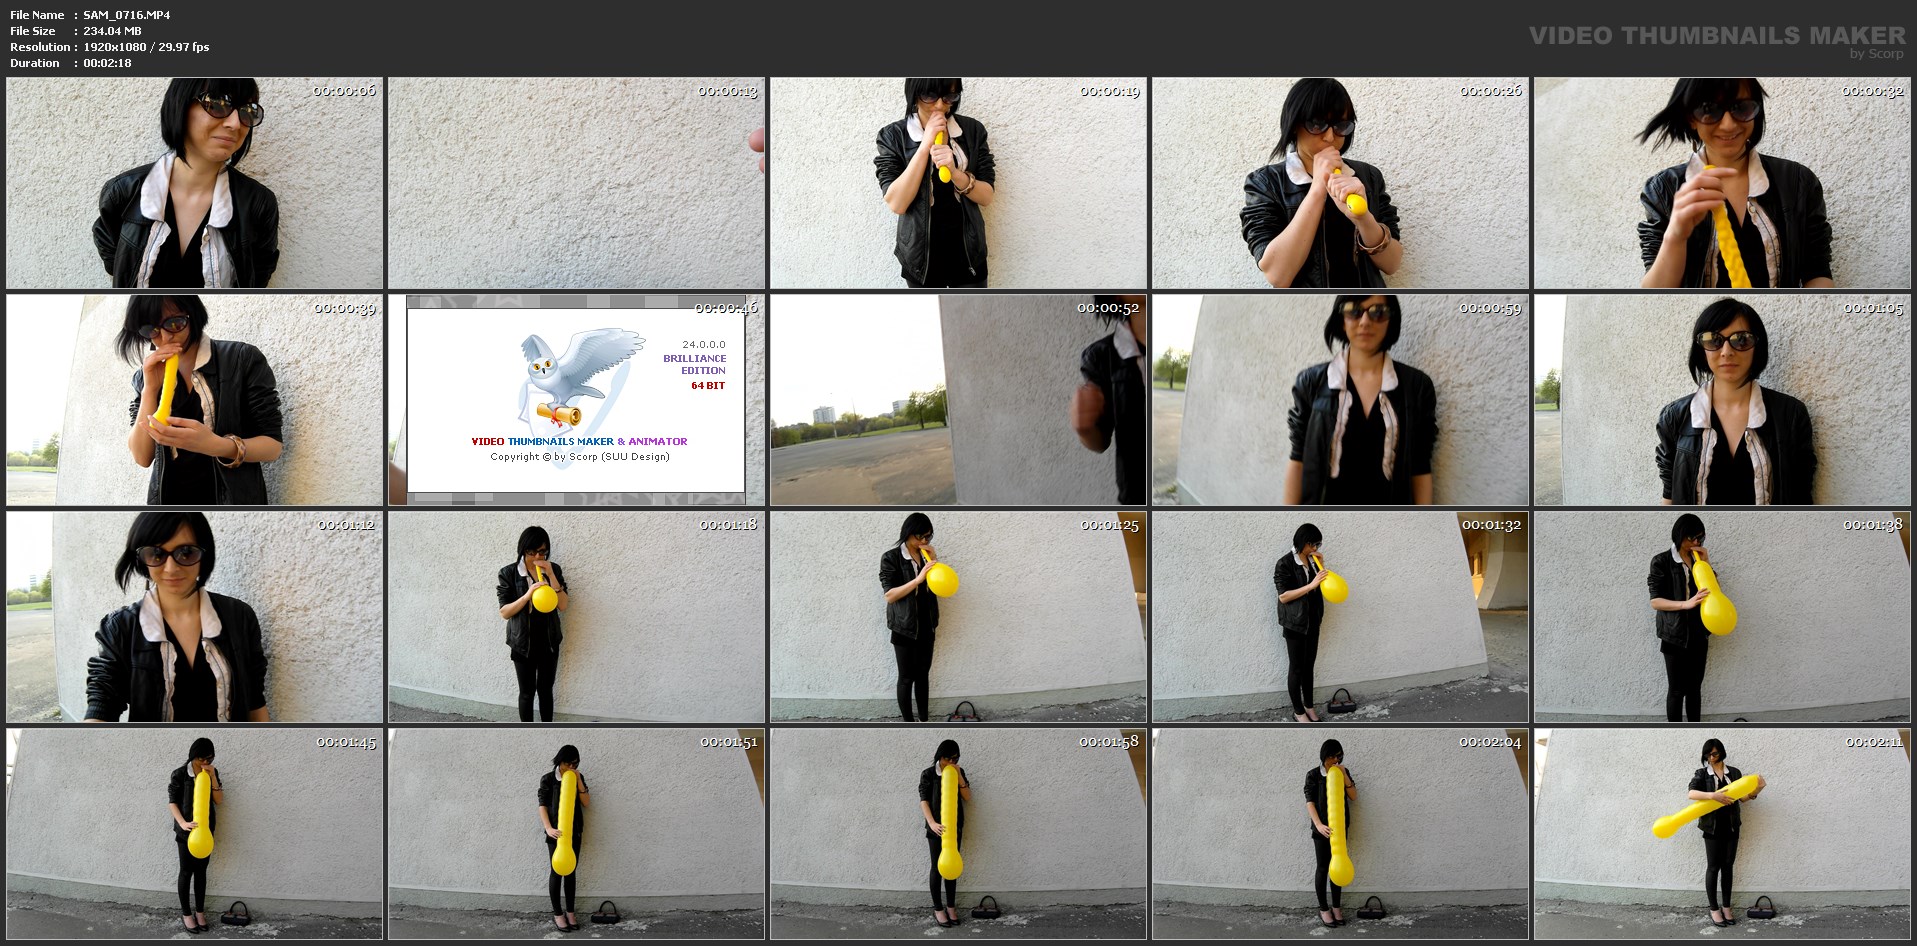 File Name : SAM_0716.MP4
File Size : 234.04 MB
Resolution : 1920x1080 / 29.97 fps
Duration : 00:02:18
VIDEO THUMBNAILS MAKER
by Scorp
00:00:06
00:00:13
00:00:19
00:00:26
00:00:32
00:00:39
00:00:46
24.0.0.0
BRILLIANCE
EDITION
64 BIT
VIDEO THUMBNAILS MAKER & ANIMATOR
Copyright © by Scorp (SUU Design)
00:00:52
00:00:59
00:01:05
00:01:12
00:01:18
00:01:25
00:01:32
00:01:38
00:01:45
00:01:51
00:01:58
00:02:04
00:02:11